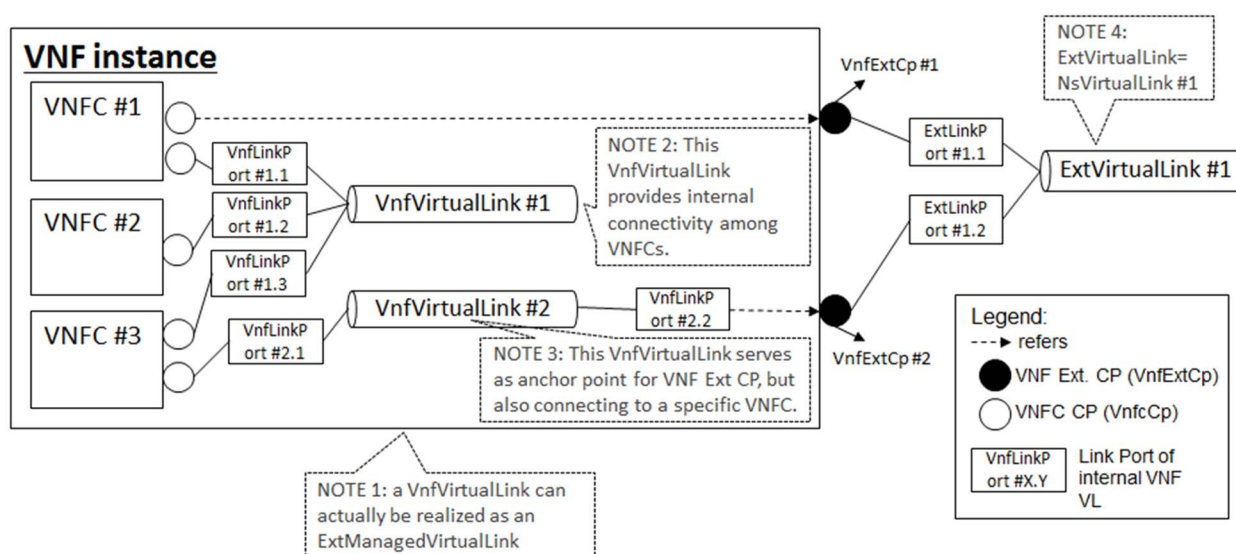 VNF instance
VNFC #1
VnfLinkP
ort #1.1
VNFC #2
VnfLinkP
ort #1.2
VnfLinkP
ort #1.3
VNFC #3
VnfLinkP
ort #2.1
VnfVirtualLink #1
NOTE 2: This
VnfVirtualLink
provides internal
connectivity among
VNFCs.
VnfVirtualLink #2
VnfLinkP
ort #2.2
NOTE 3: This VnfVirtualLink serves
as anchor point for VNF Ext CP, but
also connecting to a specific VNFC.
NOTE 1: a VnfVirtualLink can
actually be realized as an
ExtManagedVirtualLink
VnfExtCp #1
VnfExtCp #2
ExtLinkP
ort #1.1
ExtLinkP
ort #1.2
NOTE 4:
ExtVirtualLink=
NsVirtualLink #1
ExtVirtualLink #1
Legend:
refers
VNF Ext. CP (VnfExtCp)
VNFC CP (VnfcCp)
VnfLinkP
ort #X.Y
Link Port of
internal VNF
VL